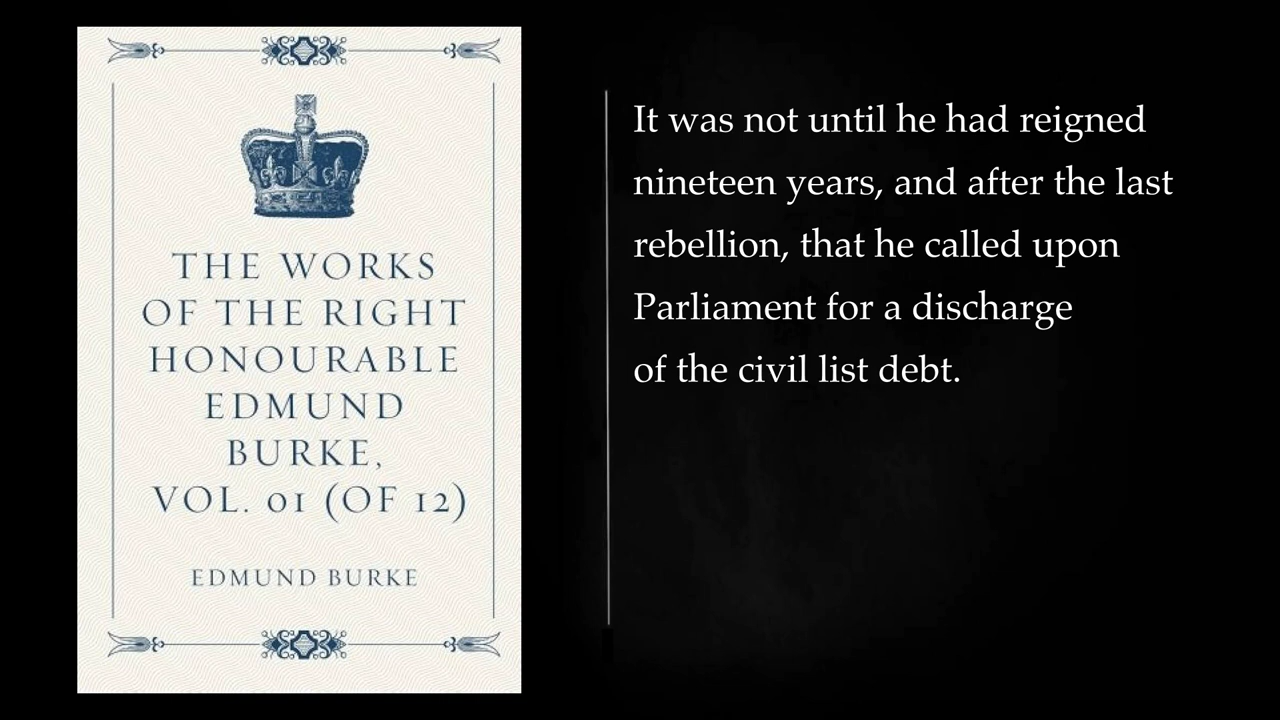 THE WORKS
OF THE RIGHT
HONOURABLE
EDMUND
BURKE,
VOL. 01 (OF 12)
EDMUND BURKE
It was not until he had reigned
nineteen years, and after the last
rebellion, that he called upon
Parliament for a discharge
of the civil list debt.